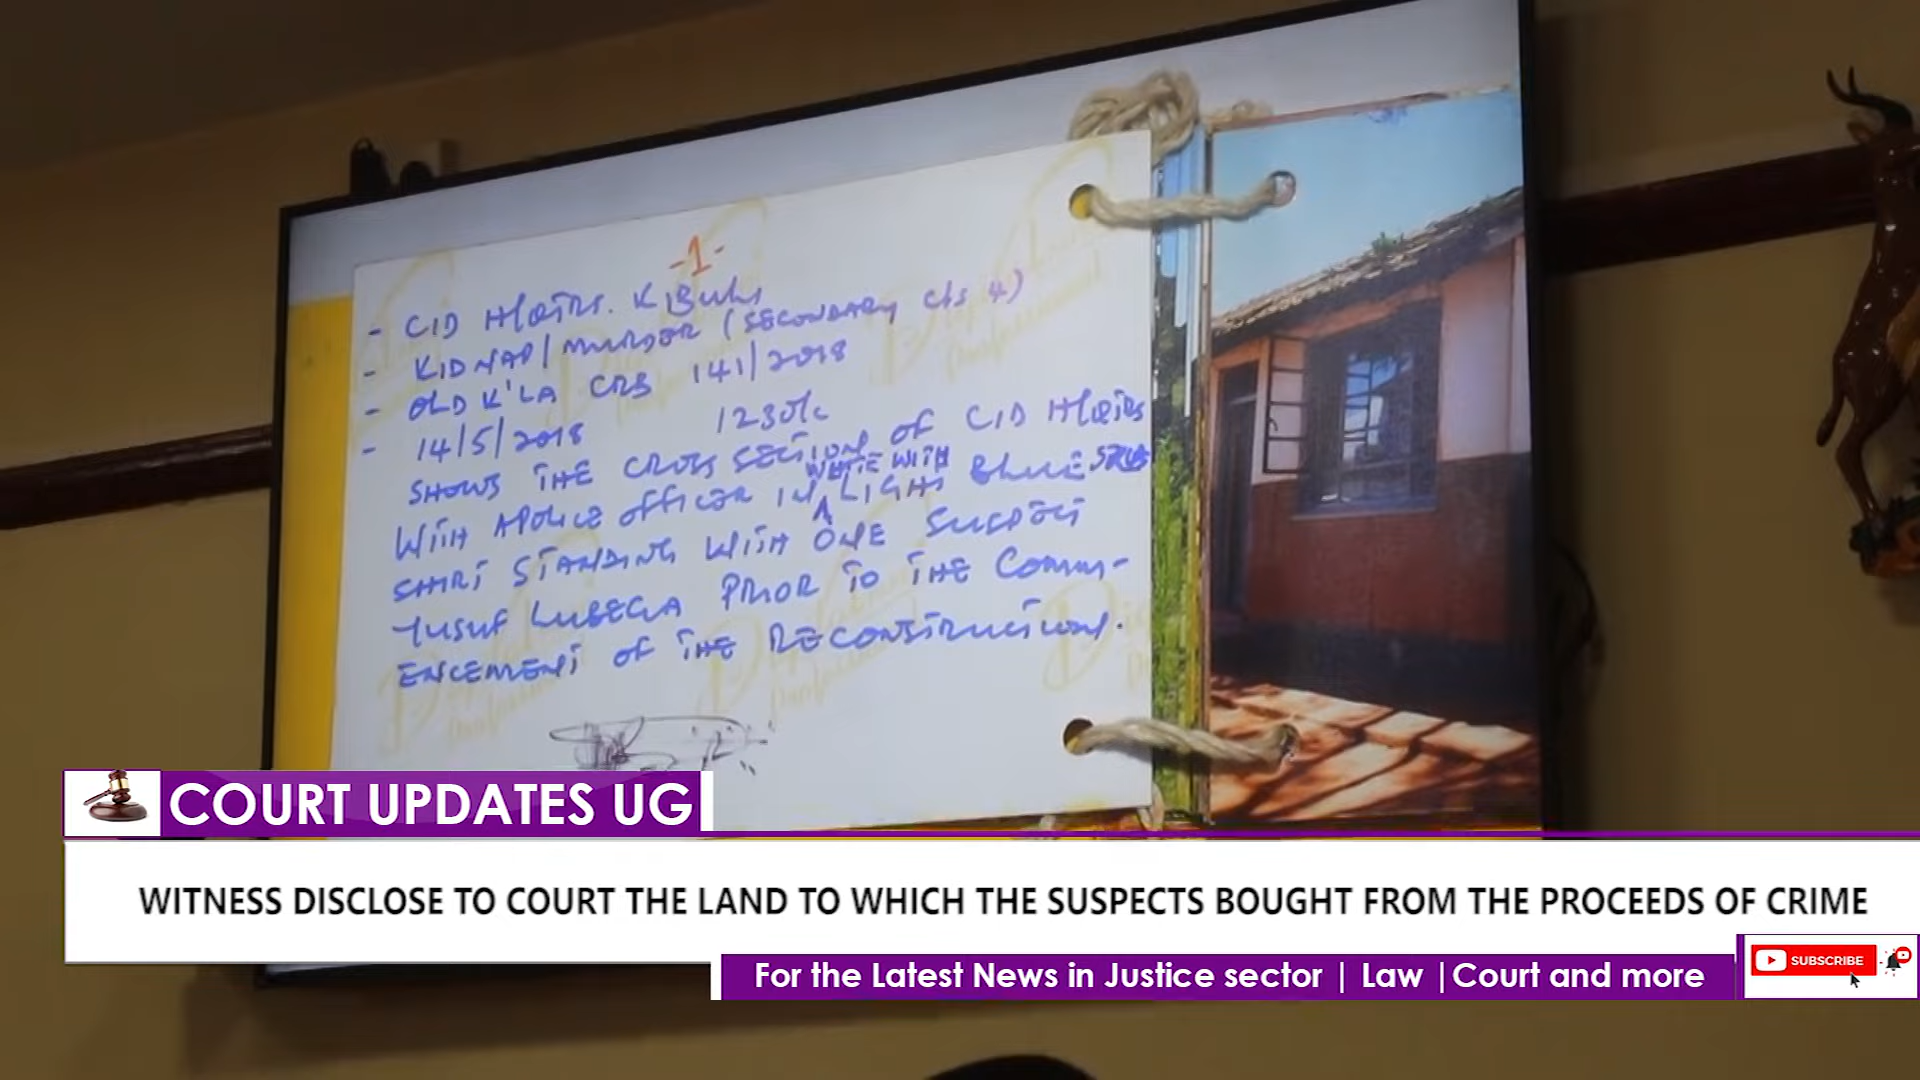 -1-
- CID HQTRS. KIBULI
- KIDNAP/MURDER (SECONDARY C/S 4)
- OLD K'LA CRB 141/2018
- 14/5/2018 1230/c
SHOWS THE CROSS SECTION OF CID HQTRS
WITH A POLICE OFFICER IN WHITE WITH LIGHT BLUE
SHIRT STANDING WITH ONE SUSPECT
YUSUF LUBEGA PRIOR TO THE COMM-
ENCEMENT OF THE RECONSTRUCTION.
COURT UPDATES UG
WITNESS DISCLOSE TO COURT THE LAND TO WHICH THE SUSPECTS BOUGHT FROM THE PROCEEDS OF CRIME
For the Latest News in Justice sector | Law |Court and more
SUBSCRIBE